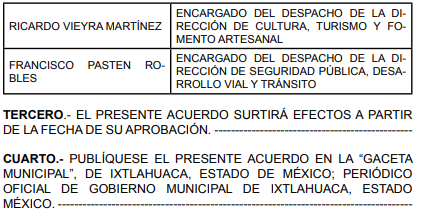 RICARDO VIEYRA MARTÍNEZ
ENCARGADO DEL DESPACHO DE LA DI-
RECCIÓN DE CULTURA, TURISMO Y FO-
MENTO ARTESANAL
FRANCISCO PASTEN RO-
BLES
ENCARGADO DEL DESPACHO DE LA DI-
RECCIÓN DE SEGURIDAD PÚBLICA, DESA-
RROLLO VIAL Y TRÁNSITO
TERCERO.- EL PRESENTE ACUERDO SURTIRÁ EFECTOS A PARTIR
DE LA FECHA DE SU APROBACIÓN. --------------------------------------------------
CUARTO.- PUBLÍQUESE EL PRESENTE ACUERDO EN LA “GACETA
MUNICIPAL”, DE IXTLAHUACA, ESTADO DE MÉXICO; PERIÓDICO
OFICIAL DE GOBIERNO MUNICIPAL DE IXTLAHUACA, ESTADO
MÉXICO. ------------------------------------------------------------------------------------